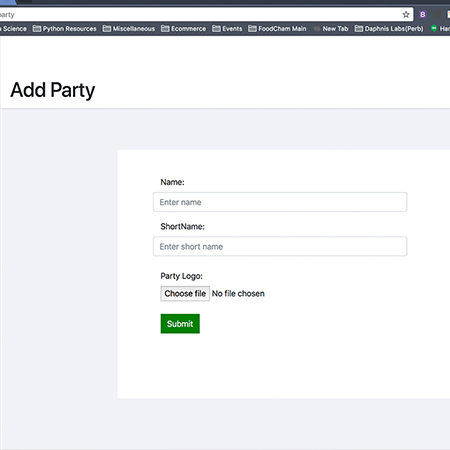 party
Science Python Resources Miscellaneous Ecommerce Events FoodCham Main New Tab Daphnis Labs(Perb)
Add Party
Name:
Enter name
ShortName:
Enter short name
Party Logo:
Choose file No file chosen
Submit